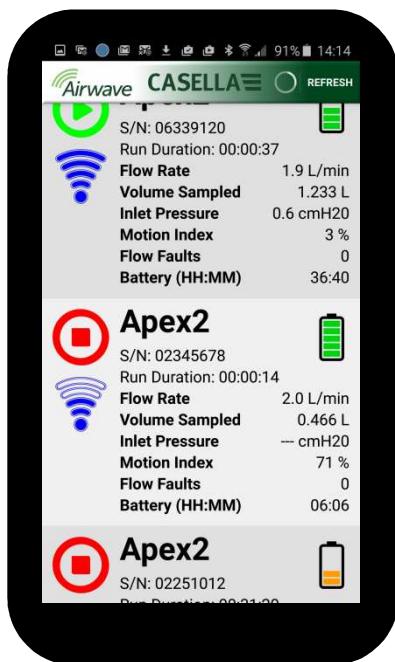 91% 14:14
Airwave CASELLA REFRESH
Apex2
S/N: 06339120
Run Duration: 00:00:37
Flow Rate 1.9 L/min
Volume Sampled 1.233 L
Inlet Pressure 0.6 cmH20
Motion Index 3 %
Flow Faults 0
Battery (HH:MM) 36:40
Apex2
S/N: 02345678
Run Duration: 00:00:14
Flow Rate 2.0 L/min
Volume Sampled 0.466 L
Inlet Pressure --- cmH20
Motion Index 71 %
Flow Faults 0
Battery (HH:MM) 06:06
Apex2
S/N: 02251012
Run Duration: